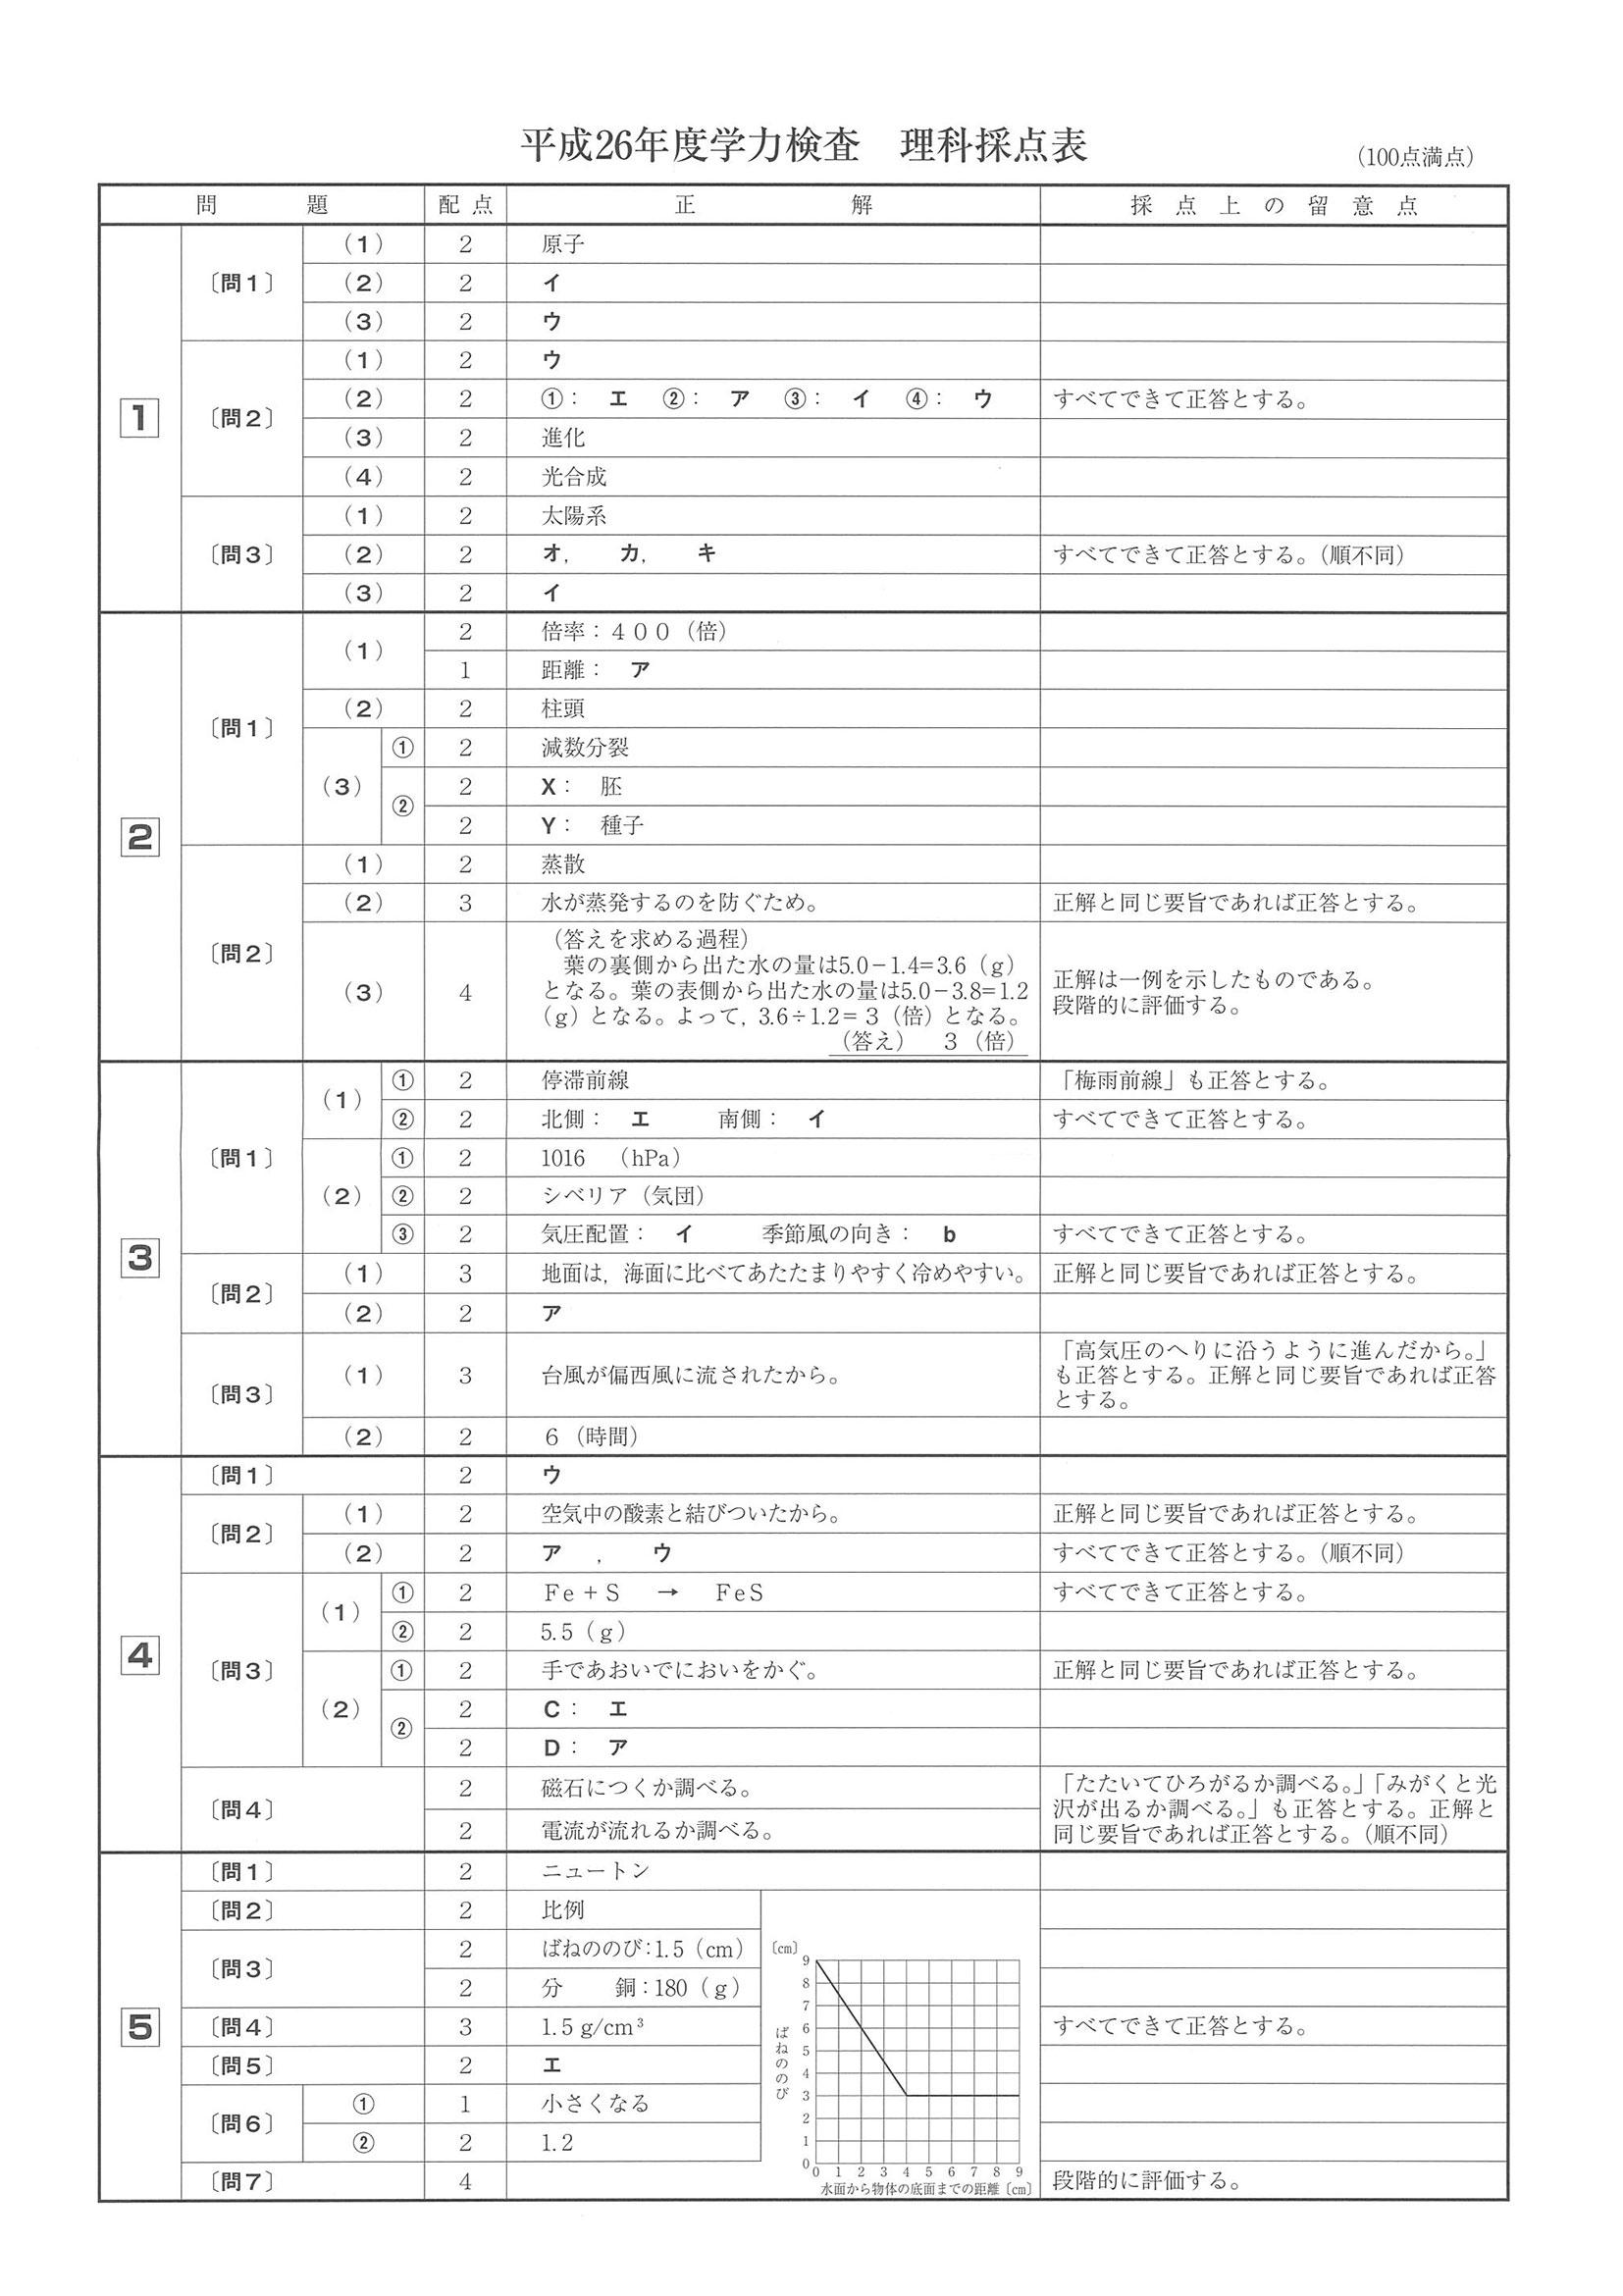 平成26年度学力検査　理科採点表
（100点満点）
問　題　配点　正　解　採点上の留意点
1
〔問1〕（1）2 原子
（2）2 イ
（3）2 ウ
〔問2〕（1）2 ウ
（2）2 ①：エ　②：ア　③：イ　④：ウ　すべてできて正答とする。
（3）2 進化
（4）2 光合成
〔問3〕（1）2 太陽系
（2）2 オ，カ，キ　すべてできて正答とする。（順不同）
（3）2 イ
2
〔問1〕（1）2 倍率：４００（倍）
1 距離：ア
（2）2 柱頭
（3）① 2 減数分裂
② 2 X：胚
2 Y：種子
〔問2〕（1）2 蒸散
（2）3 水が蒸発するのを防ぐため。　正解と同じ要旨であれば正答とする。
（3）4
（答えを求める過程）
葉の裏側から出た水の量は5.0－1.4=3.6（g）
となる。葉の表側から出た水の量は5.0－3.8=1.2
（g）となる。よって，3.6÷1.2＝３（倍）となる。
（答え）　３（倍）
正解は一例を示したものである。
段階的に評価する。
3
〔問1〕（1）① 2 停滞前線　「梅雨前線」も正答とする。
② 2 北側：エ　南側：イ　すべてできて正答とする。
（2）① 2 1016　（hPa）
② 2 シベリア（気団）
③ 2 気圧配置：イ　季節風の向き：b　すべてできて正答とする。
〔問2〕（1）3 地面は，海面に比べてあたたまりやすく冷めやすい。　正解と同じ要旨であれば正答とする。
（2）2 ア
〔問3〕（1）3 台風が偏西風に流されたから。
「高気圧のへりに沿うように進んだから。」
も正答とする。正解と同じ要旨であれば正答
とする。
（2）2 ６（時間）
4
〔問1〕2 ウ
〔問2〕（1）2 空気中の酸素と結びついたから。　正解と同じ要旨であれば正答とする。
（2）2 ア ， ウ　すべてできて正答とする。（順不同）
〔問3〕（1）① 2 Fe＋S　→　FeS　すべてできて正答とする。
② 2 5.5（g）
（2）① 2 手であおいでにおいをかぐ。　正解と同じ要旨であれば正答とする。
② 2 C：エ
2 D：ア
〔問4〕2 磁石につくか調べる。
2 電流が流れるか調べる。
「たたいてひろがるか調べる。」「みがくと光
沢が出るか調べる。」も正答とする。正解と
同じ要旨であれば正答とする。（順不同）
5
〔問1〕2 ニュートン
〔問2〕2 比例
〔問3〕2 ばねののび：1.5（cm）
2 分　銅：180（g）
〔問4〕3 1.5 g/cm³　すべてできて正答とする。
〔問5〕2 エ
〔問6〕① 1 小さくなる
② 2 1.2
〔問7〕4　段階的に評価する。
〔cm〕
9
8
7
6
5
4
3
2
1
0
ばねののび
0 1 2 3 4 5 6 7 8 9
水面から物体の底面までの距離〔cm〕